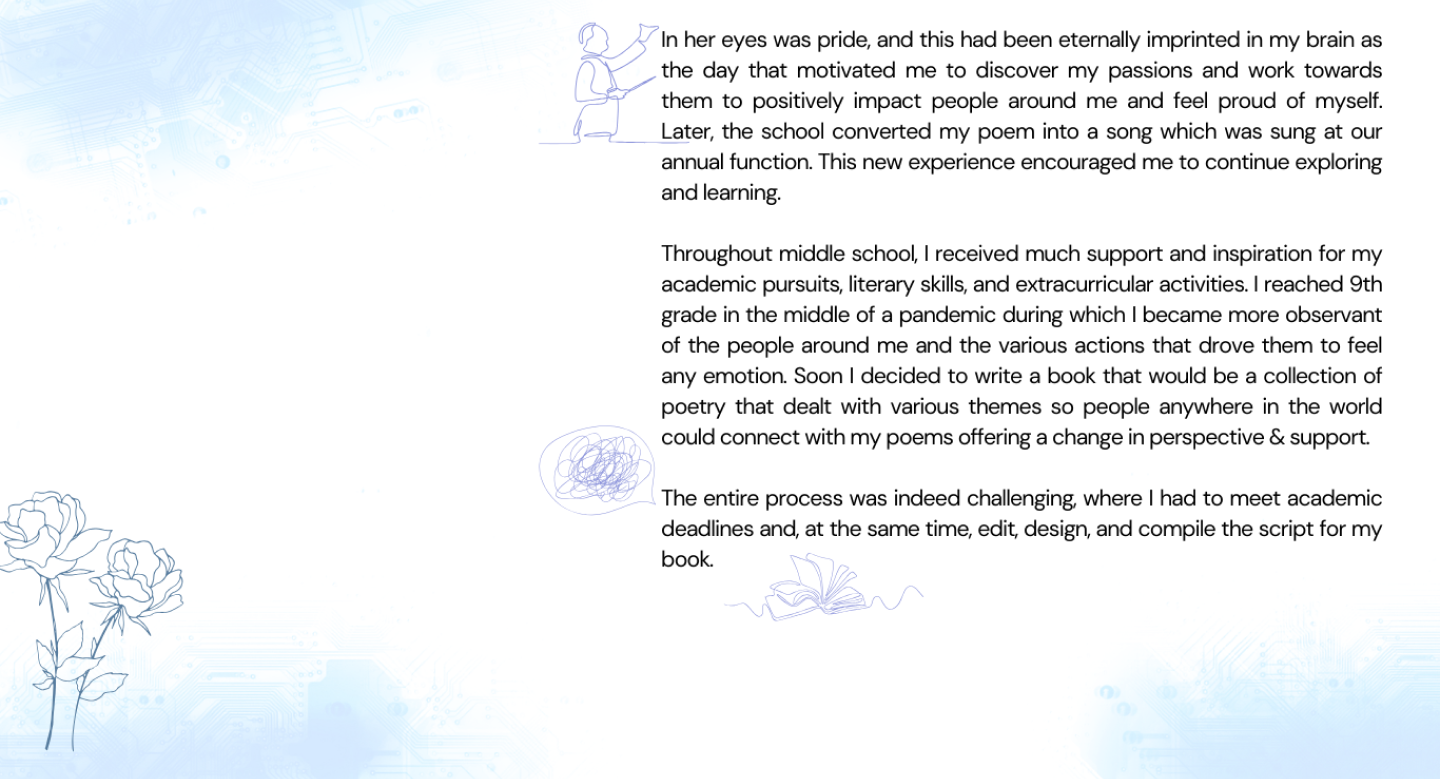 In her eyes was pride, and this had been eternally imprinted in my brain as
the day that motivated me to discover my passions and work towards
them to positively impact people around me and feel proud of myself.
Later, the school converted my poem into a song which was sung at our
annual function. This new experience encouraged me to continue exploring
and learning.
Throughout middle school, I received much support and inspiration for my
academic pursuits, literary skills, and extracurricular activities. I reached 9th
grade in the middle of a pandemic during which I became more observant
of the people around me and the various actions that drove them to feel
any emotion. Soon I decided to write a book that would be a collection of
poetry that dealt with various themes so people anywhere in the world
could connect with my poems offering a change in perspective & support.
The entire process was indeed challenging, where I had to meet academic
deadlines and, at the same time, edit, design, and compile the script for my
book.